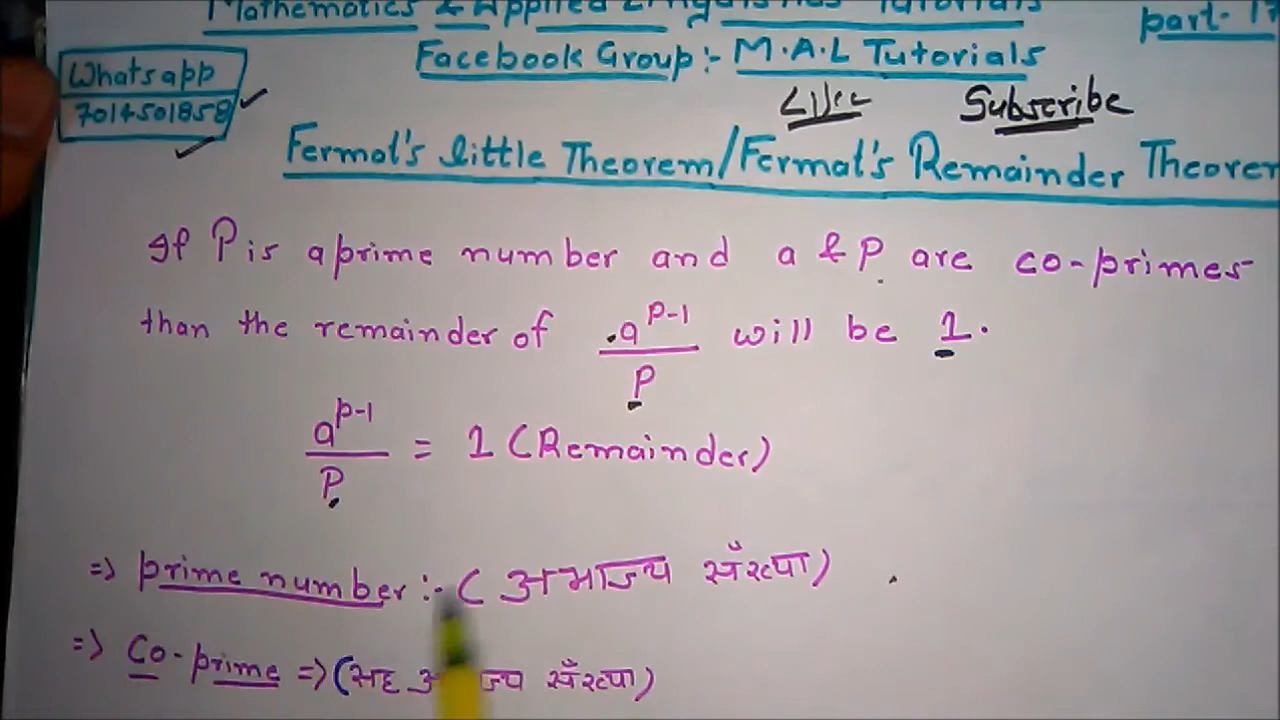 Mathematics & Applied Tutorials
part-17
Facebook Group:- M.A.L Tutorials
Whatsapp
7014501858
Like Subscribe
Fermat's little Theorem/Fermat's Remainder Theorem
If P is a prime number and a & P are co-primes
than the remainder of a^{P-1}/P will be 1.
a^{P-1}/P = 1 (Remainder)
=> prime number :- ( अभाज्य सँख्या)
=> Co-prime => (सह सँख्या)